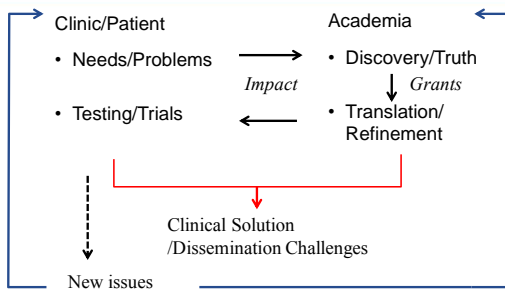 Clinic/Patient
Academia
• Needs/Problems
• Discovery/Truth
Impact
Grants
• Testing/Trials
• Translation/
Refinement
Clinical Solution
/Dissemination Challenges
New issues